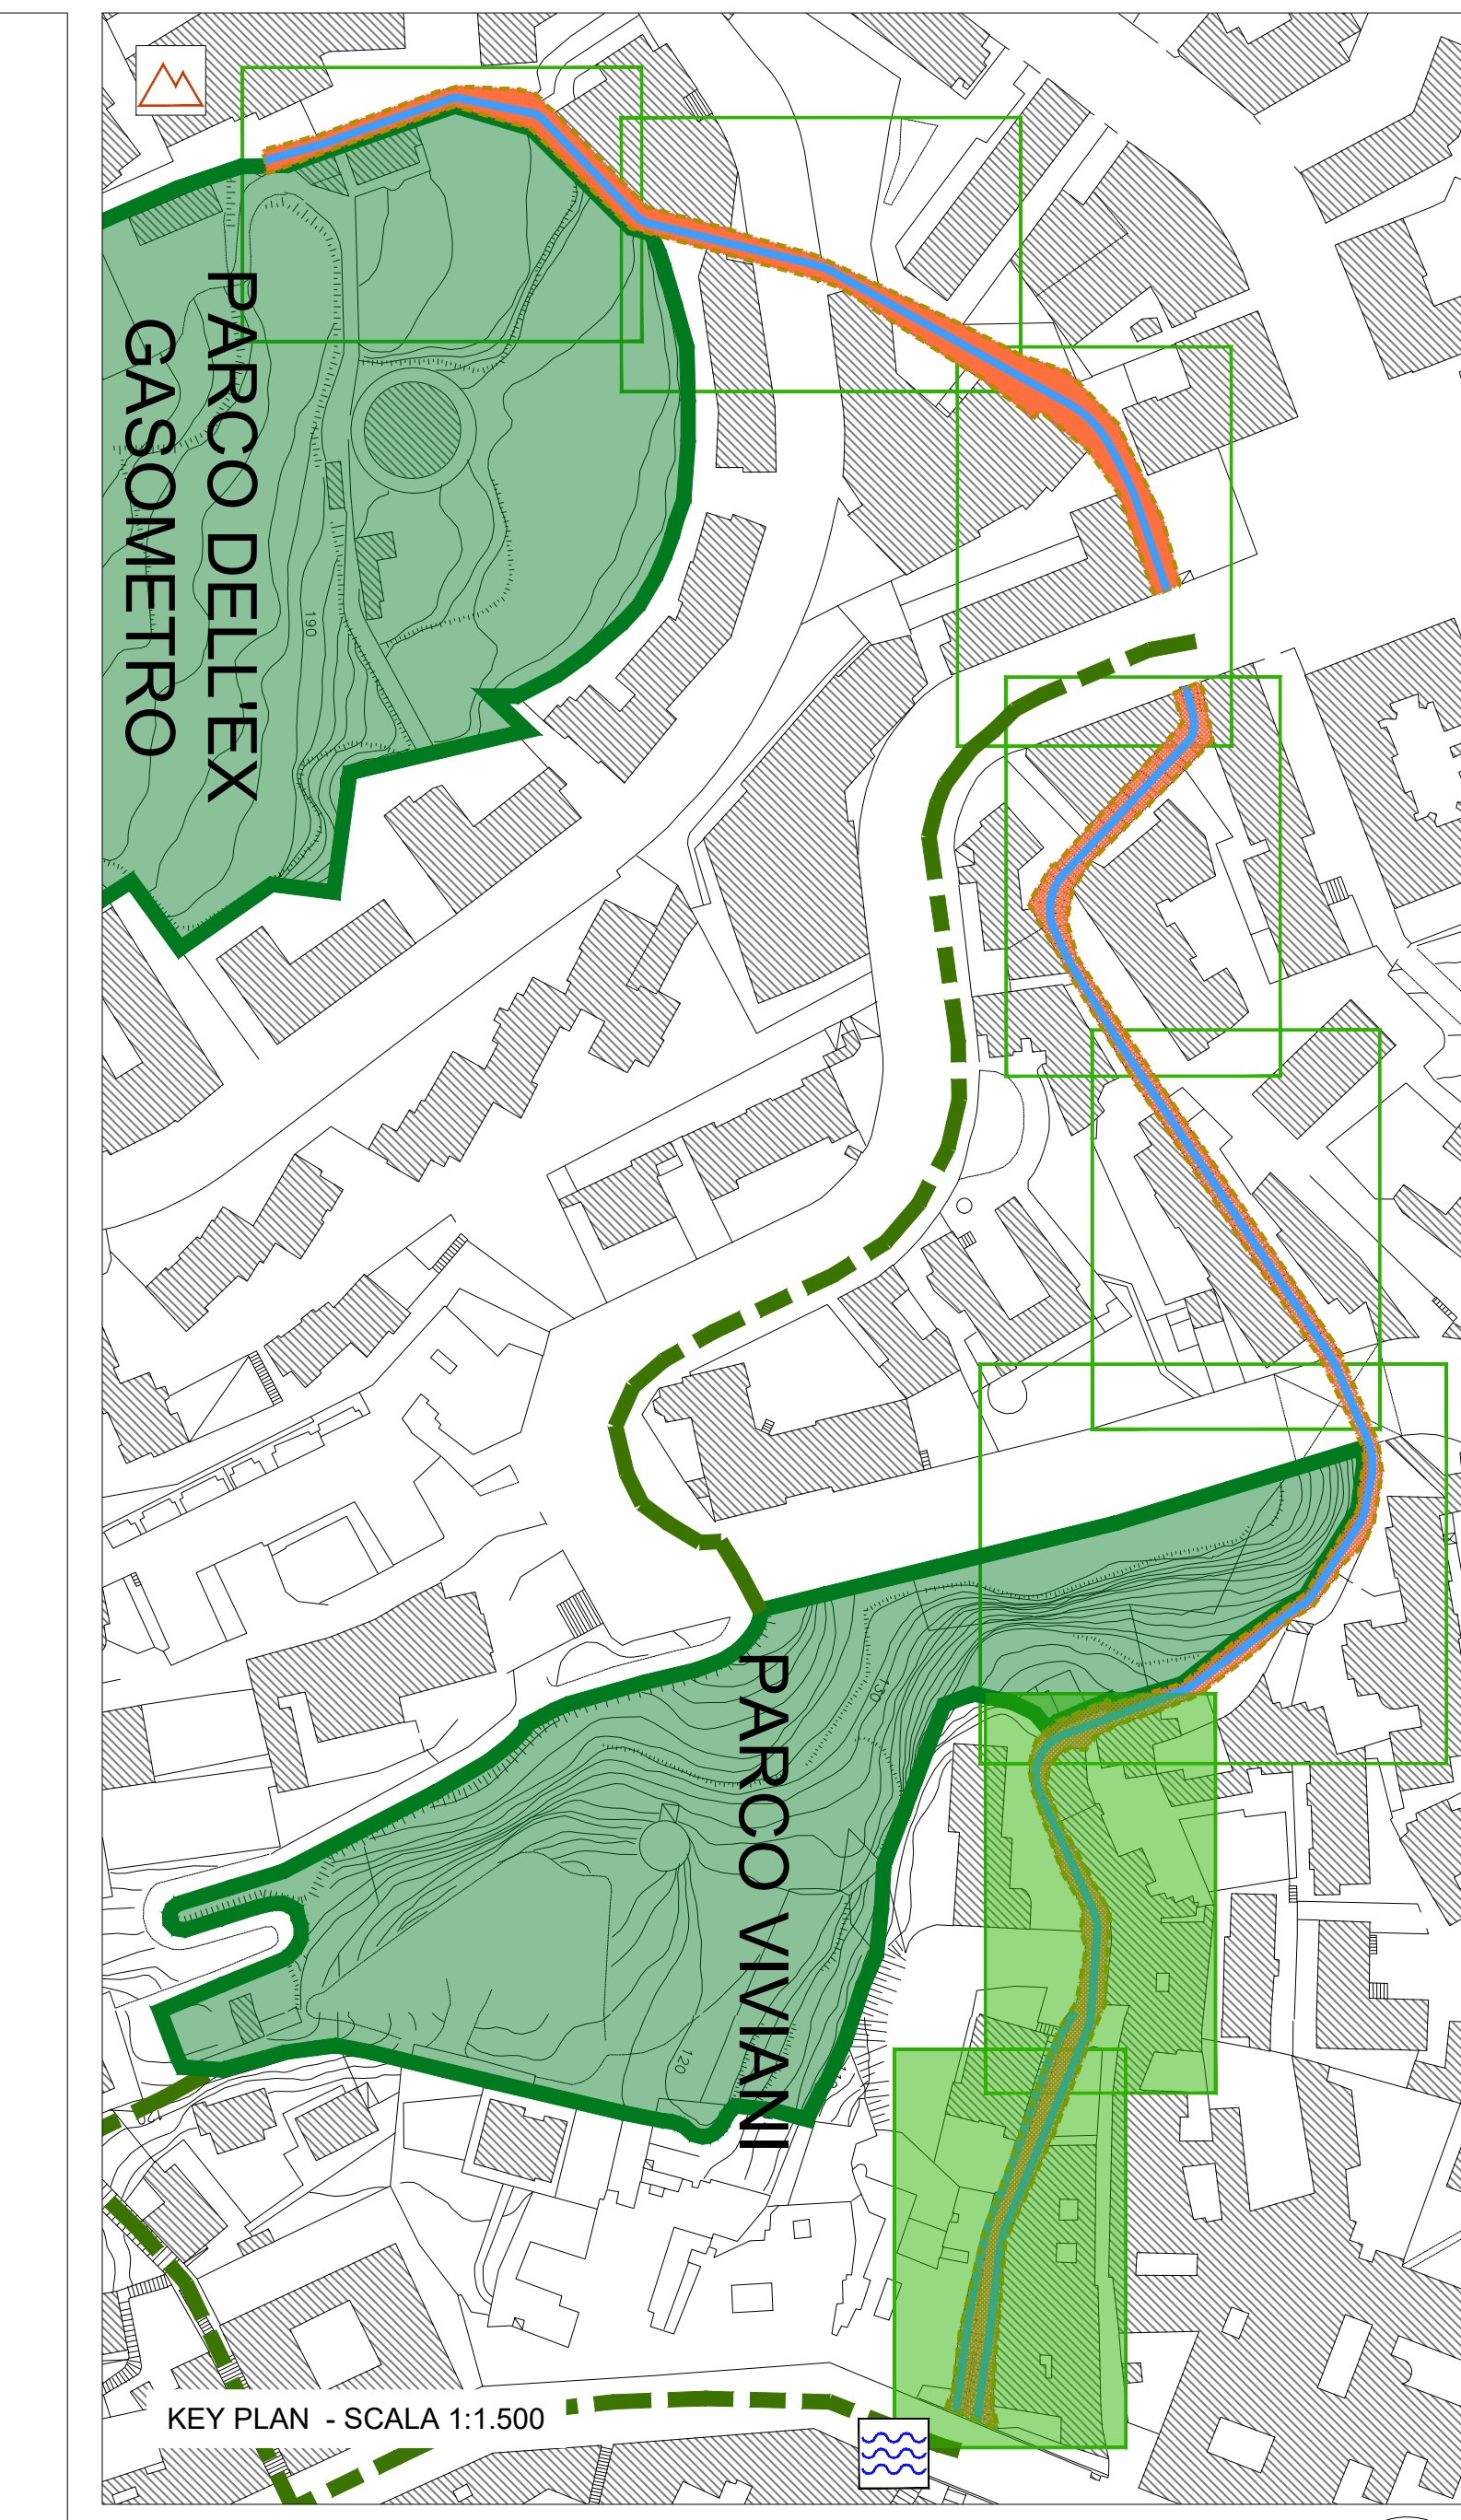 PARCO DELL'EX
GASOMETRO
190
130
PARCO VIVIANI
120
KEY PLAN - SCALA 1:1.500